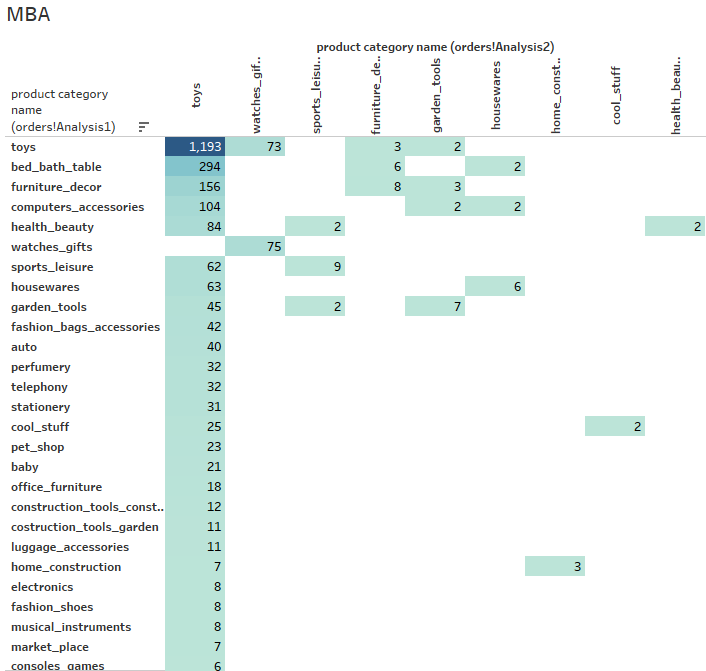 MBA
product category name (orders!Analysis2)
product category
name
(orders!Analysis1)
toys
watches_gif..
sports_leisu..
furniture_de..
garden_tools
housewares
home_const..
cool_stuff
health_beau..
toys 1,193 73 3 2
bed_bath_table 294 6 2
furniture_decor 156 8 3
computers_accessories 104 2 2
health_beauty 84 2 2
watches_gifts 75
sports_leisure 62 9
housewares 63 6
garden_tools 45 2 7
fashion_bags_accessories 42
auto 40
perfumery 32
telephony 32
stationery 31
cool_stuff 25 2
pet_shop 23
baby 21
office_furniture 18
construction_tools_const.. 12
costruction_tools_garden 11
luggage_accessories 11
home_construction 7 3
electronics 8
fashion_shoes 8
musical_instruments 8
market_place 7
consoles_games 6